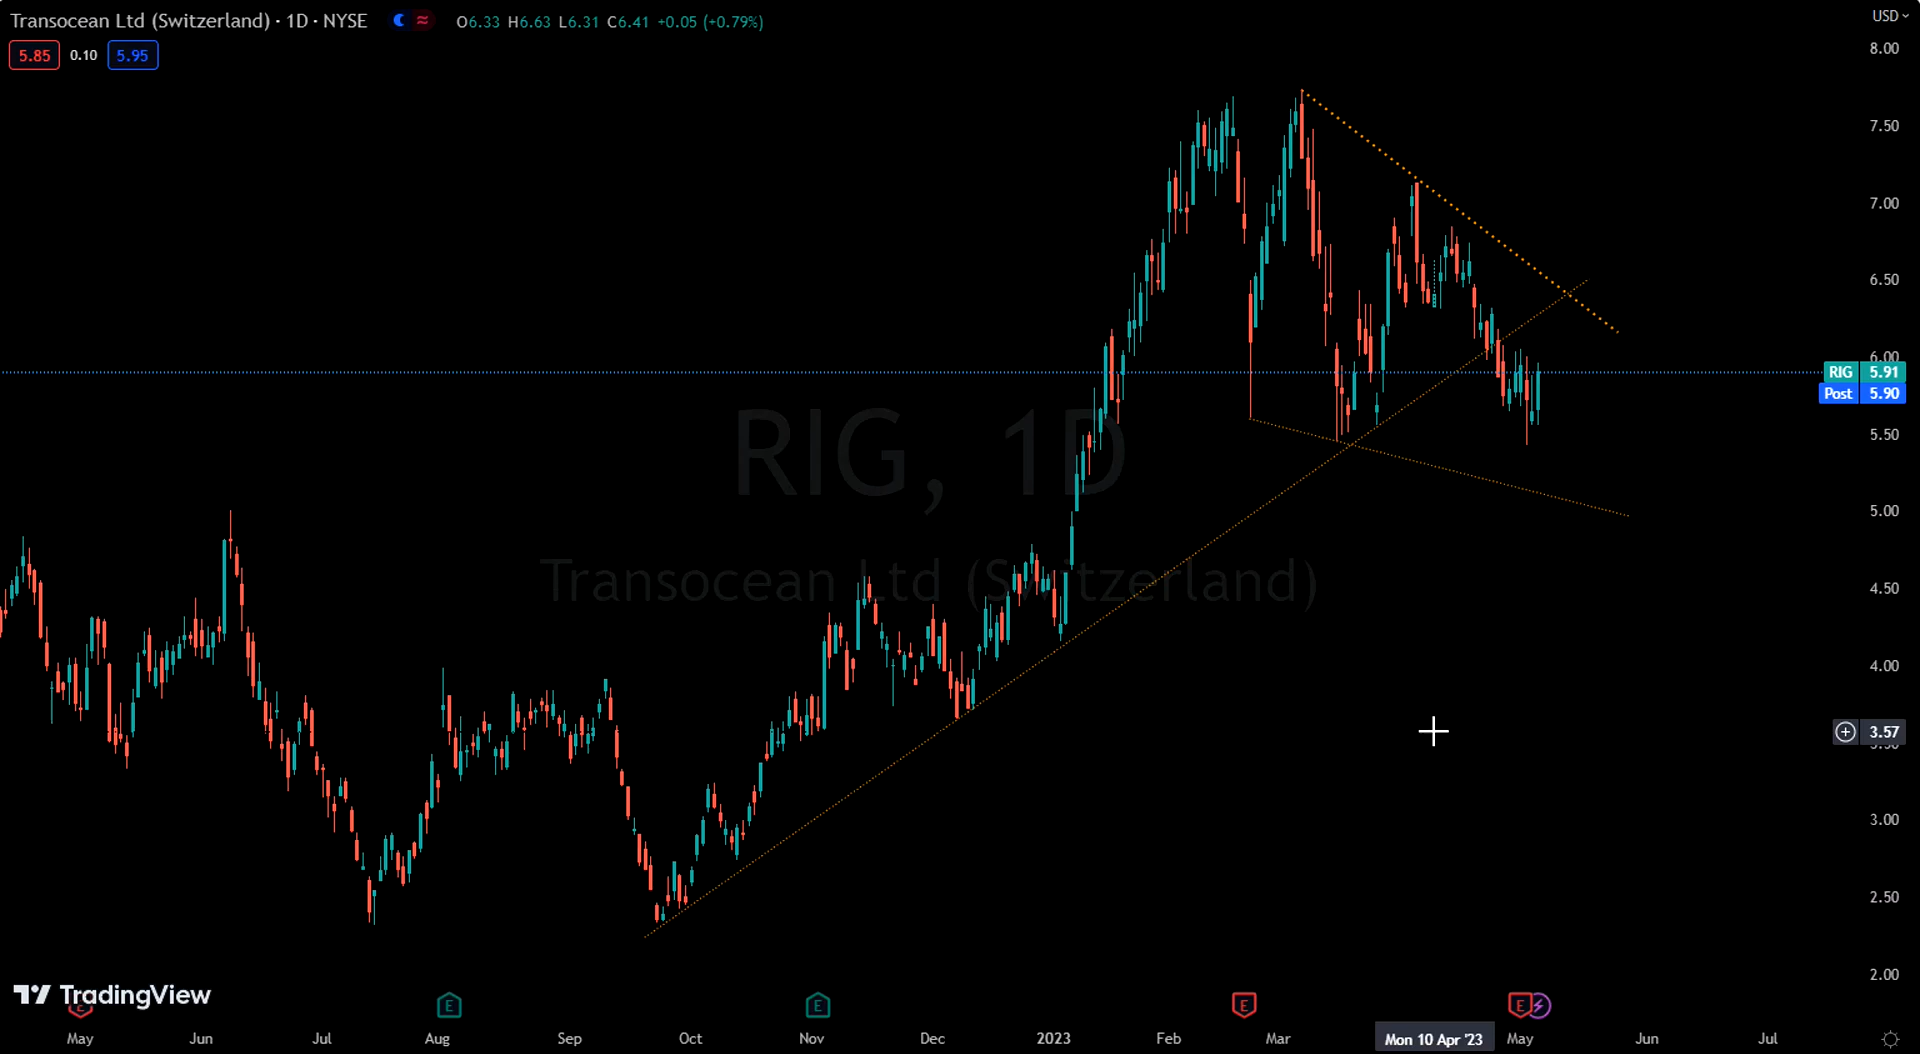 Transocean Ltd (Switzerland) · 1D · NYSE O6.33 H6.63 L6.31 C6.41 +0.05 (+0.79%)
USD
5.85 0.10 5.95
8.00
7.50
7.00
6.50
6.00
RIG 5.91
Post 5.90
5.50
5.00
4.50
4.00
3.57
3.50
3.00
2.50
2.00
RIG, 1D
Transocean Ltd (Switzerland)
TradingView
E E E E E
May Jun Jul Aug Sep Oct Nov Dec 2023 Feb Mar Mon 10 Apr '23 May Jun Jul